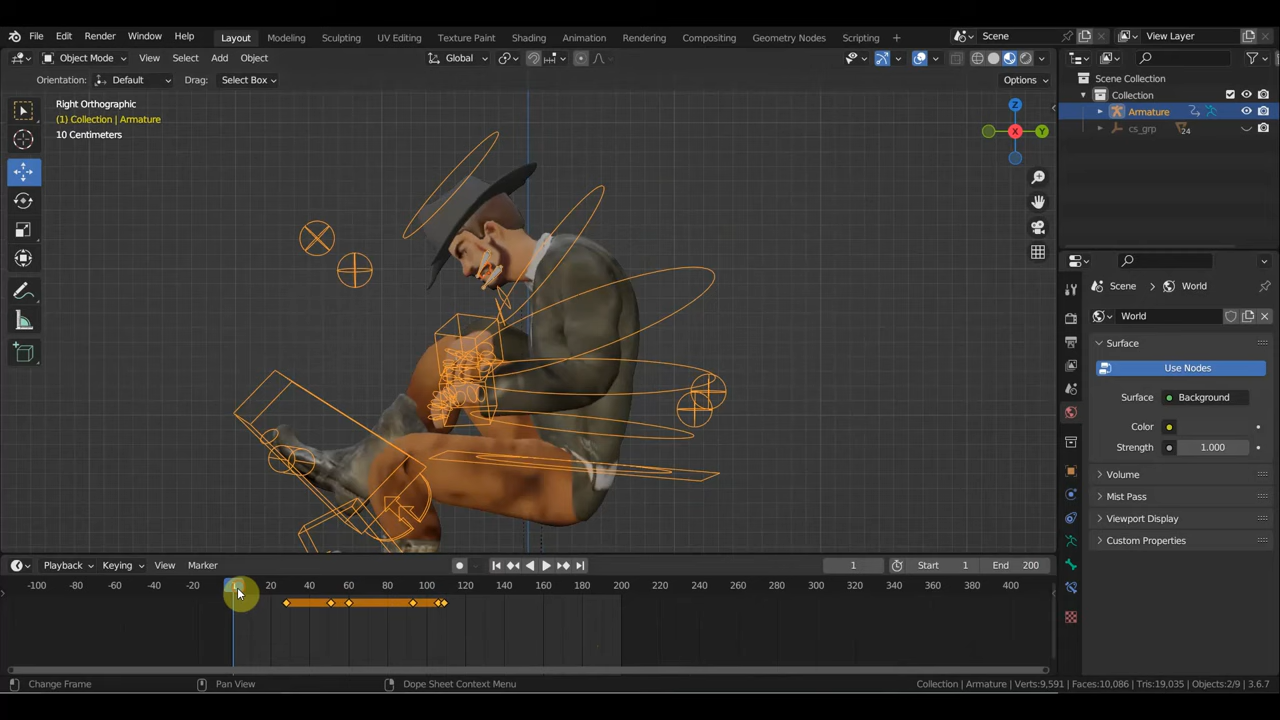 File Edit Render Window Help Layout Modeling Sculpting UV Editing Texture Paint Shading Animation Rendering Compositing Geometry Nodes Scripting + Scene View Layer
Object Mode View Select Add Object Global
Orientation: Default Drag: Select Box Options
Right Orthographic
(1) Collection | Armature
10 Centimeters
Z
Y
X
Scene Collection
Collection
Armature
cs_grp 24
Scene World
World
Surface
Use Nodes
Surface Background
Color
Strength 1.000
Volume
Mist Pass
Viewport Display
Custom Properties
Playback Keying View Marker 1 Start 1 End 200
-100 -80 -60 -40 -20 20 40 60 80 100 120 140 160 180 200 220 240 260 280 300 320 340 360 380 400
Change Frame Pan View Dope Sheet Context Menu Collection | Armature Verts:9,591 | Faces:10,086 | Tris:19,035 | Objects:2/9 | 3.6.7